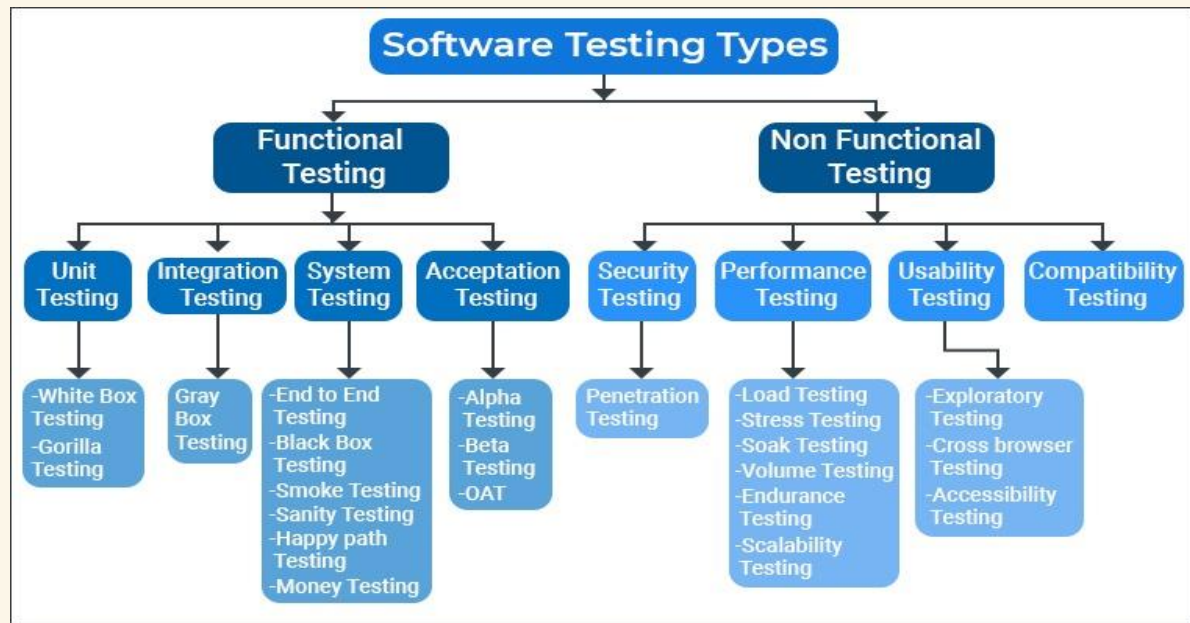 Software Testing Types
Functional
Testing
Non Functional
Testing
Unit
Testing
Integration
Testing
System
Testing
Acceptation
Testing
Security
Testing
Performance
Testing
Usability
Testing
Compatibility
Testing
-White Box
Testing
-Gorilla
Testing
Gray
Box
Testing
-End to End
Testing
-Black Box
Testing
-Smoke Testing
-Sanity Testing
-Happy path
Testing
-Money Testing
-Alpha
Testing
-Beta
Testing
-OAT
Penetration
Testing
-Load Testing
-Stress Testing
-Soak Testing
-Volume Testing
-Endurance
Testing
-Scalability
Testing
-Exploratory
Testing
-Cross browser
Testing
-Accessibility
Testing